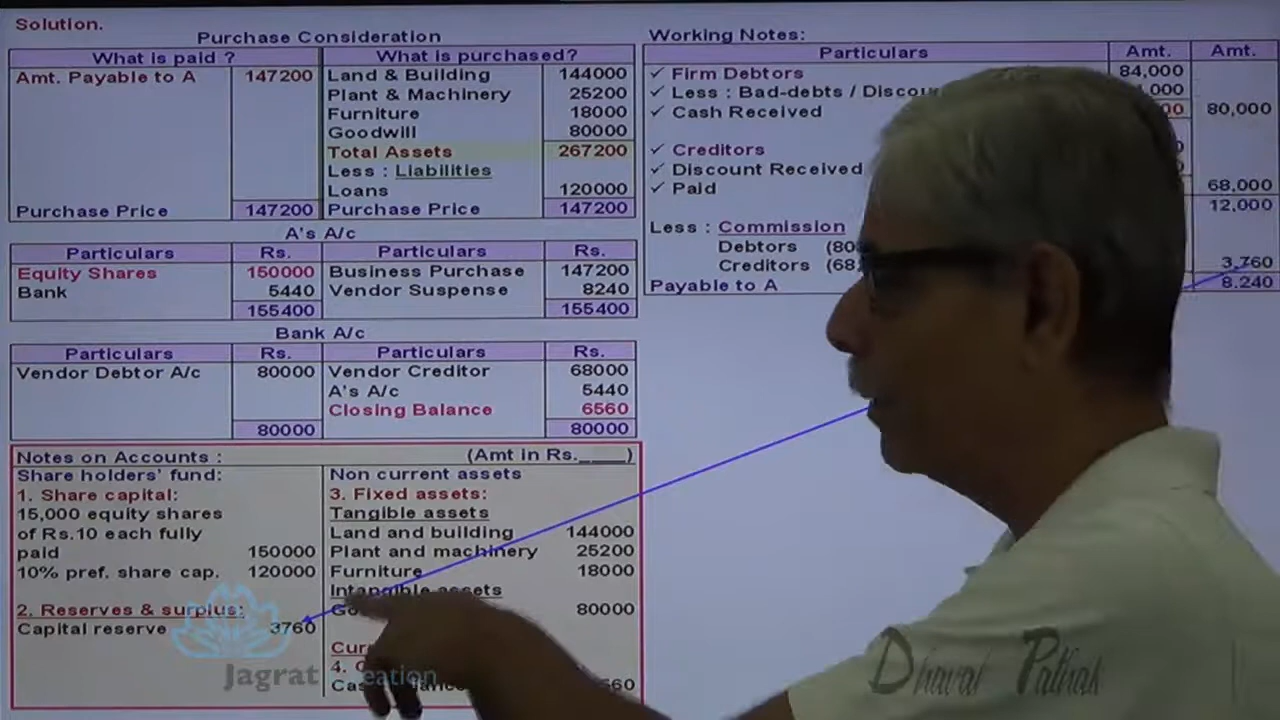 Solution.
Purchase Consideration
What is paid ? What is purchased?
Amt. Payable to A 147200 Land & Building 144000
Plant & Machinery 25200
Furniture 18000
Goodwill 80000
Total Assets 267200
Less : Liabilities
Loans 120000
Purchase Price 147200 Purchase Price 147200
A's A/c
Particulars Rs. Particulars Rs.
Equity Shares 150000 Business Purchase 147200
Bank 5440 Vendor Suspense 8240
155400 155400
Bank A/c
Particulars Rs. Particulars Rs.
Vendor Debtor A/c 80000 Vendor Creditor 68000
A's A/c 5440
Closing Balance 6560
80000 80000
Notes on Accounts : (Amt in Rs.____)
Share holders' fund:
1. Share capital:
15,000 equity shares
of Rs.10 each fully
paid 150000
10% pref. share cap. 120000
2. Reserves & surplus:
Capital reserve 3760
Non current assets
3. Fixed assets:
Tangible assets
Land and building 144000
Plant and machinery 25200
Furniture 18000
Intangible assets
80000
4.
Working Notes:
Particulars Amt. Amt.
✓ Firm Debtors 84,000
✓ Less : Bad-debts /
✓ Cash Received 80,000
✓ Creditors
✓ Discount Received
✓ Paid 68,000
12,000
Less : Commission
Debtors
Creditors 3,760
Payable to A 8.240
Jagrat
Dhaval Pathak